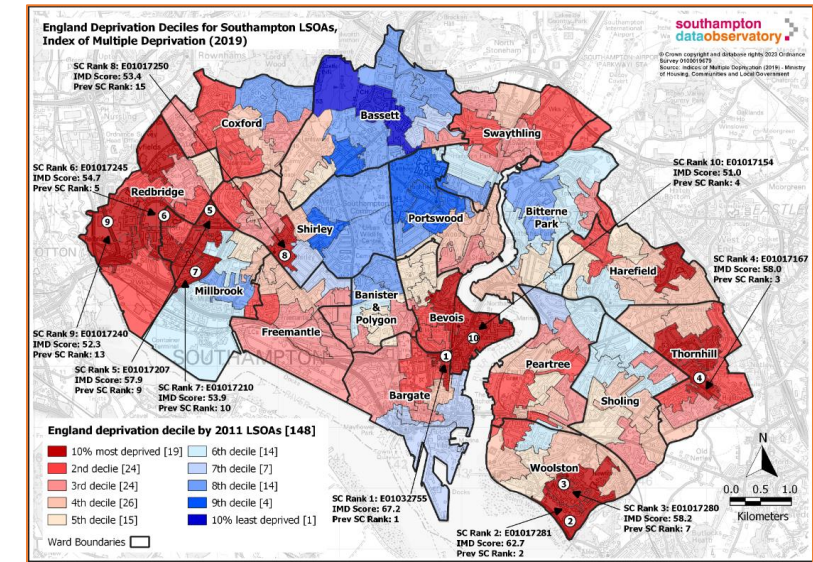 England Deprivation Deciles for Southampton LSOAs,
Index of Multiple Deprivation (2019)
southampton
dataobservatory
© Crown copyright and database rights 2023 Ordnance
Survey 0100019679
Source: Indices of Multiple Deprivation (2019) - Ministry
of Housing, Communities and Local Government
SC Rank 8: E01017250
IMD Score: 53.4
Prev SC Rank: 15
SC Rank 6: E01017245
IMD Score: 54.7
Prev SC Rank: 5
SC Rank 10: E01017154
IMD Score: 51.0
Prev SC Rank: 4
SC Rank 4: E01017167
IMD Score: 58.0
Prev SC Rank: 3
Coxford
Bassett
Swaythling
Redbridge
Shirley
Portswood
Bitterne
Park
Harefield
Millbrook
Banister
&
Polygon
Bevois
Freemantle
Bargate
Peartree
Thornhill
Sholing
Woolston
9
6
5
7
8
10
1
4
3
2
SOUTHAMPTON
SC Rank 9: E01017240
IMD Score: 52.3
Prev SC Rank: 13
SC Rank 5: E01017207
IMD Score: 57.9
Prev SC Rank: 9
SC Rank 7: E01017210
IMD Score: 53.9
Prev SC Rank: 10
SC Rank 1: E01032755
IMD Score: 67.2
Prev SC Rank: 1
SC Rank 2: E01017281
IMD Score: 62.7
Prev SC Rank: 2
SC Rank 3: E01017280
IMD Score: 58.2
Prev SC Rank: 7
England deprivation decile by 2011 LSOAs [148]
10% most deprived [19]
2nd declie [24]
3rd decile [24]
4th decile [26]
5th decile [15]
6th decile [14]
7th decile [7]
8th decile [14]
9th decile [4]
10% least deprived [1]
Ward Boundaries
N
0.0 0.5 1.0
Kilometers